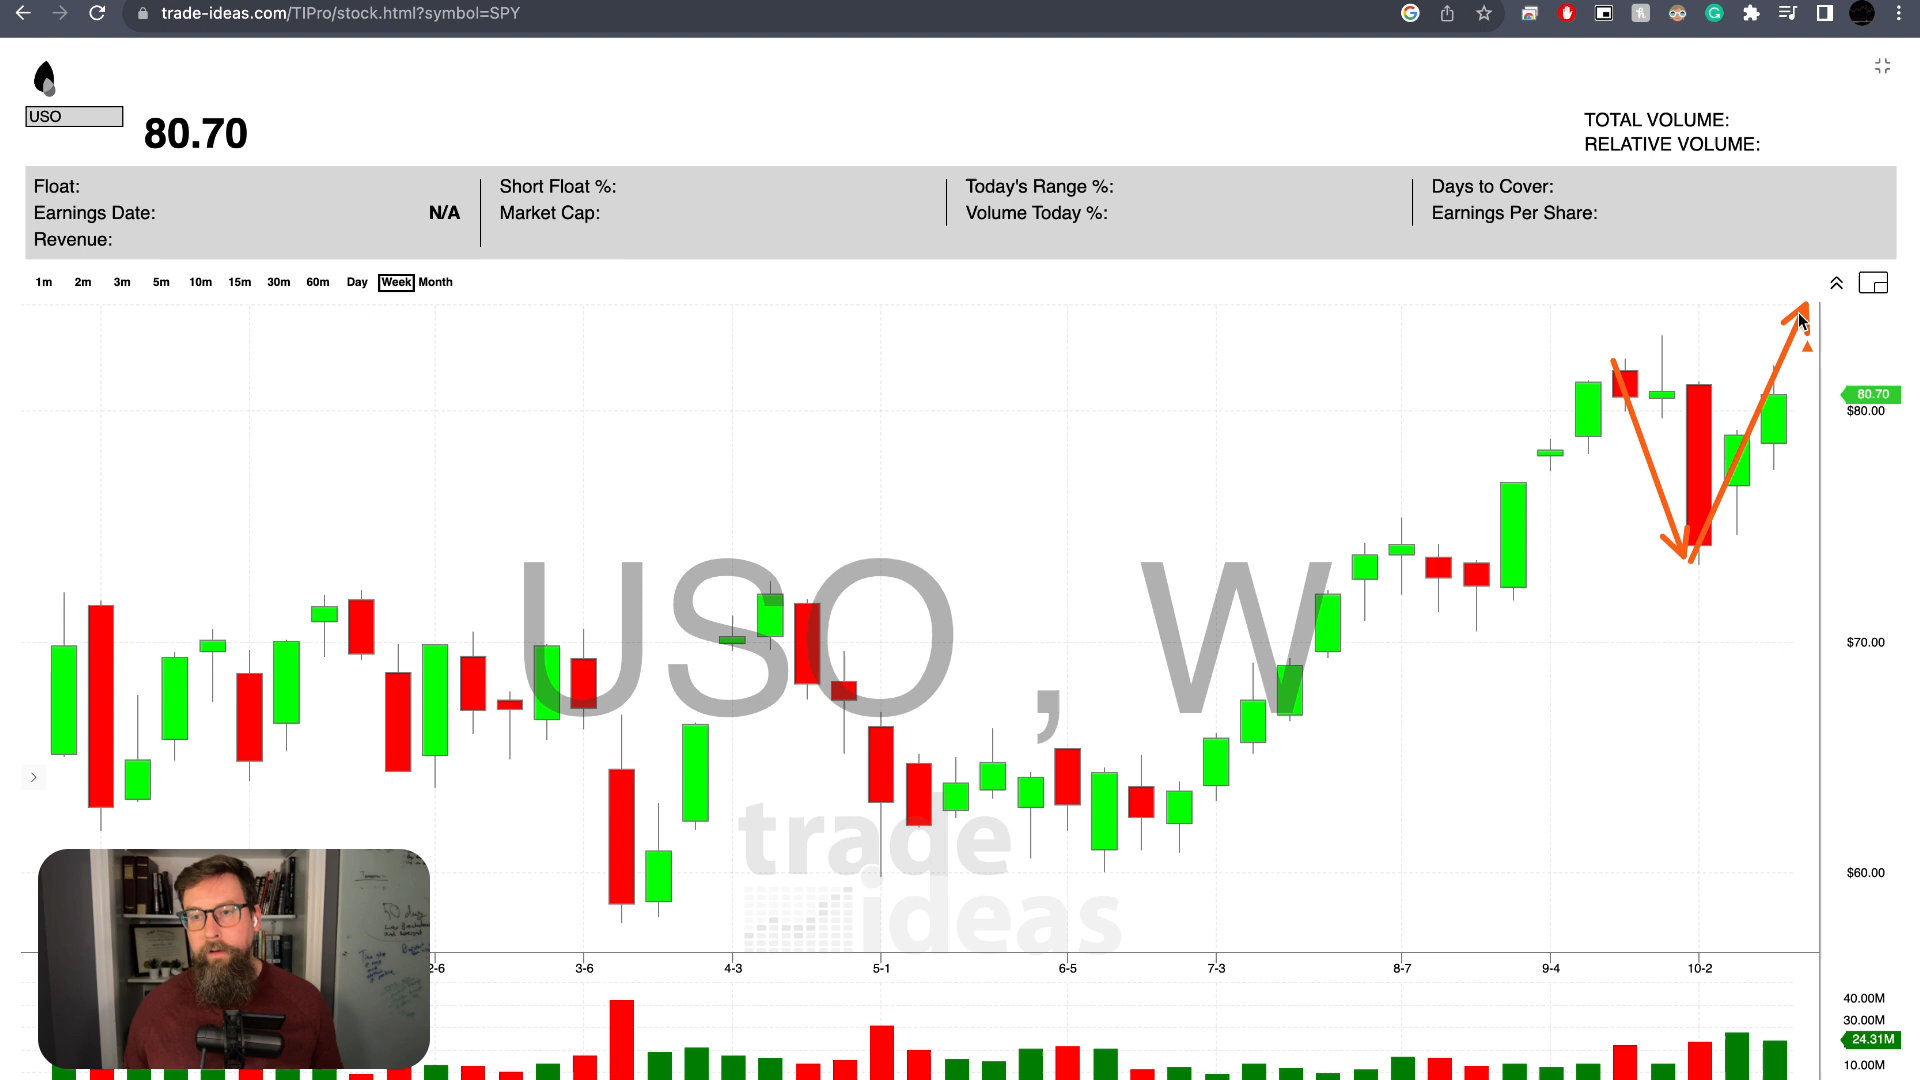 trade-ideas.com/TIPro/stock.html?symbol=SPY
USO
80.70
TOTAL VOLUME:
RELATIVE VOLUME:
Float:
Earnings Date: N/A
Revenue:
Short Float %:
Market Cap:
Today's Range %:
Volume Today %:
Days to Cover:
Earnings Per Share:
1m 2m 3m 5m 10m 15m 30m 60m Day Week Month
80.70
$80.00
$70.00
$60.00
USO , W
trade
ideas
2-6 3-6 4-3 5-1 6-5 7-3 8-7 9-4 10-2
40.00M
30.00M
24.31M
10.00M